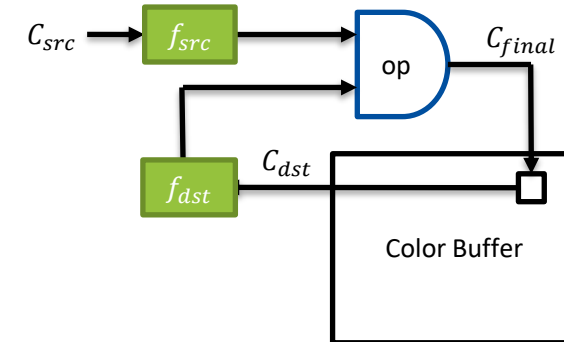 C_src
f_src
op
C_final
C_dst
f_dst
Color Buffer